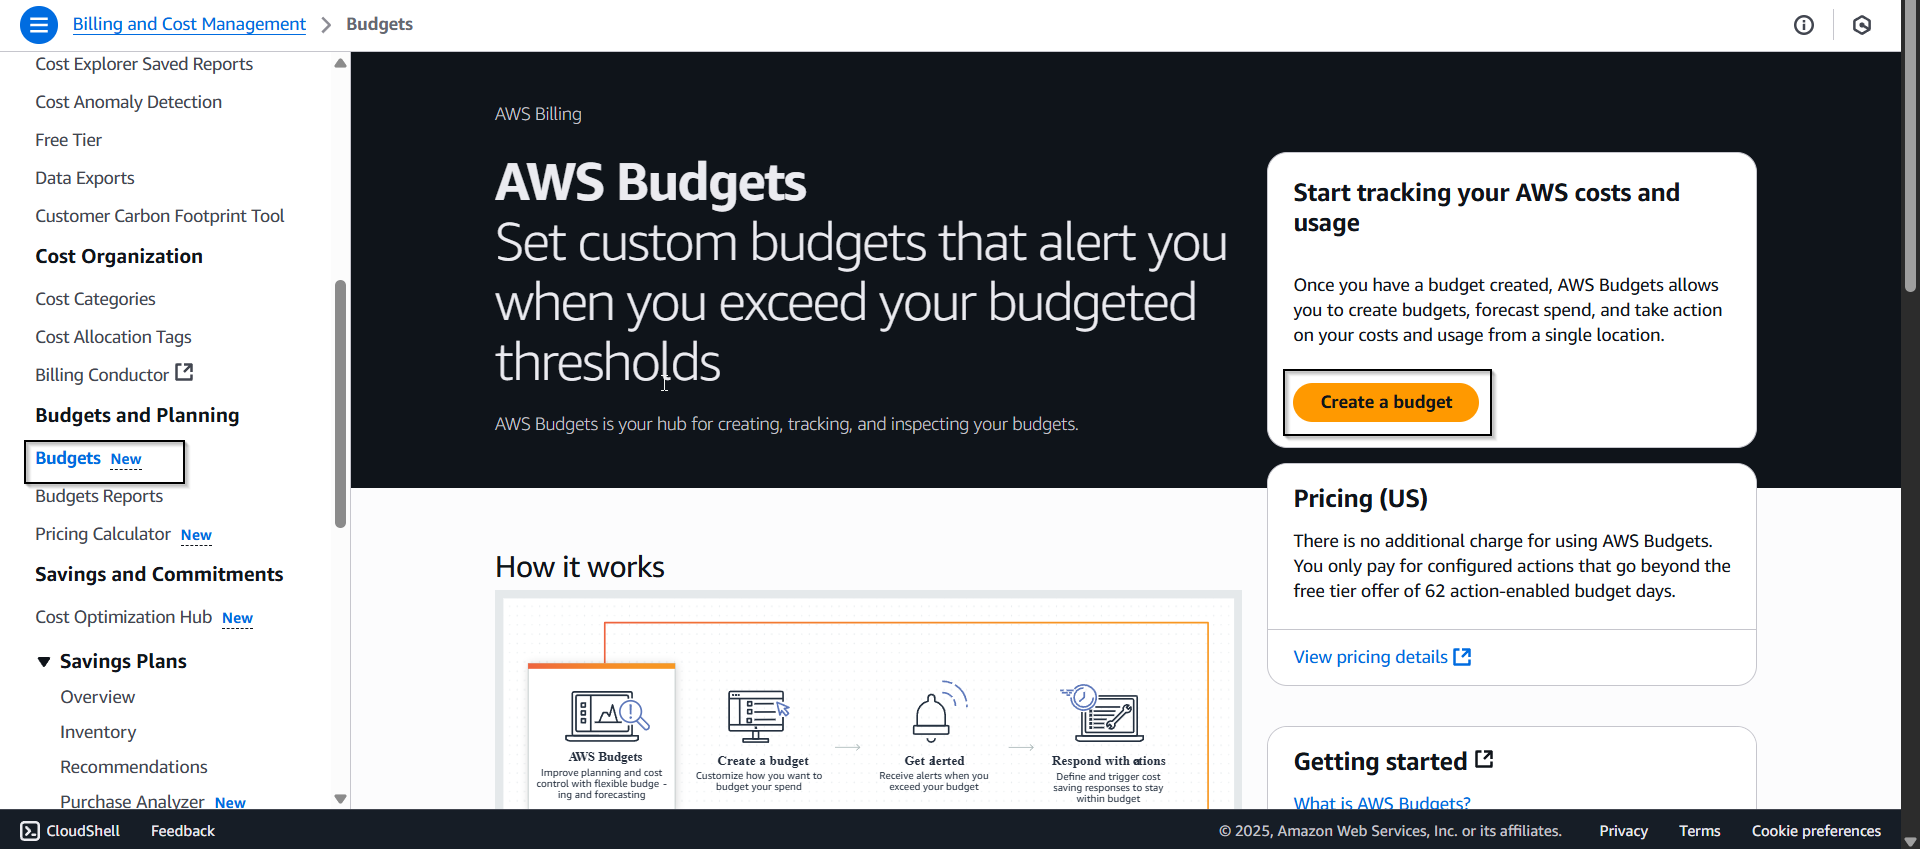 Billing and Cost Management > Budgets
Cost Explorer Saved Reports
Cost Anomaly Detection
Free Tier
Data Exports
Customer Carbon Footprint Tool
Cost Organization
Cost Categories
Cost Allocation Tags
Billing Conductor
Budgets and Planning
Budgets New
Budgets Reports
Pricing Calculator New
Savings and Commitments
Cost Optimization Hub New
Savings Plans
Overview
Inventory
Recommendations
Purchase Analyzer New
AWS Billing
AWS Budgets
Set custom budgets that alert you
when you exceed your budgeted
thresholds
AWS Budgets is your hub for creating, tracking, and inspecting your budgets.
Start tracking your AWS costs and
usage
Once you have a budget created, AWS Budgets allows
you to create budgets, forecast spend, and take action
on your costs and usage from a single location.
Create a budget
Pricing (US)
There is no additional charge for using AWS Budgets.
You only pay for configured actions that go beyond the
free tier offer of 62 action-enabled budget days.
View pricing details
Getting started
What is AWS Budgets?
How it works
AWS Budgets
Improve planning and cost
control with flexible budge -
ing and forecasting
Create a budget
Customize how you want to
budget your spend
Get alerted
Receive alerts when you
exceed your budget
Respond with actions
Define and trigger cost
saving responses to stay
within budget
CloudShell Feedback
© 2025, Amazon Web Services, Inc. or its affiliates. Privacy Terms Cookie preferences